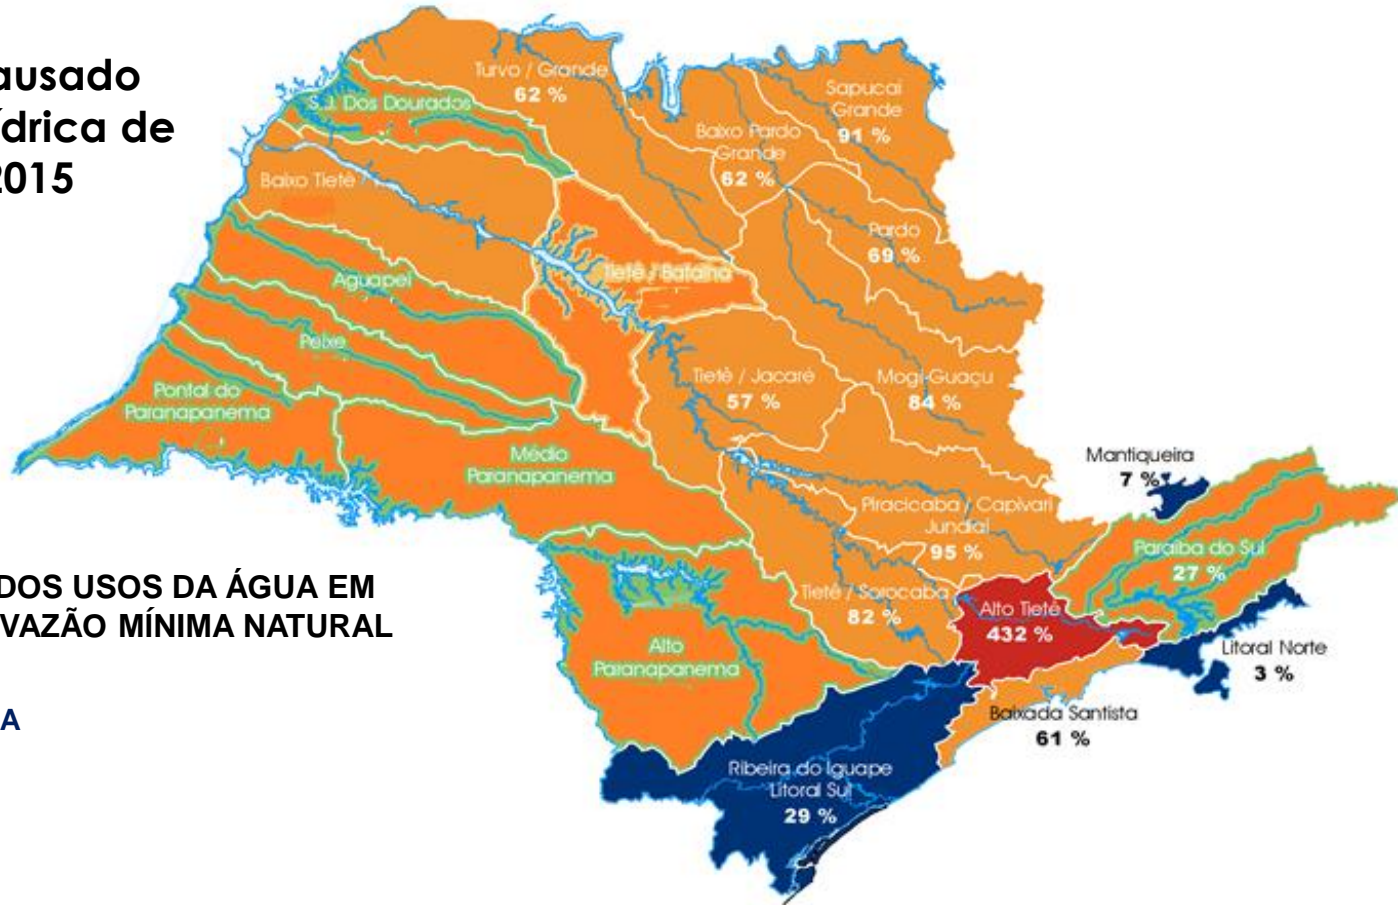 ausado
ídrica de
2015
Turvo / Grande
62 %
S.J. Dos Dourados
Sapucaí
Grande
91 %
Baixo Pardo
Grande
62 %
Baixo Tietê /
Pardo
69 %
Tietê / Batalha
Aguapeí
Peixe
Tietê / Jacaré
57 %
Mogi-Guaçu
84 %
Pontal do
Paranapanema
Médio
Paranapanema
Mantiqueira
7 %
Piracicaba / Capivari
Jundiaí
95 %
Paraíba do Sul
27 %
DOS USOS DA ÁGUA EM
VAZÃO MÍNIMA NATURAL
Tietê / Sorocaba
82 %
Alto Tietê
432 %
Alto
Paranapanema
Litoral Norte
3 %
A
Baixada Santista
61 %
Ribeira do Iguape
Litoral Sul
29 %